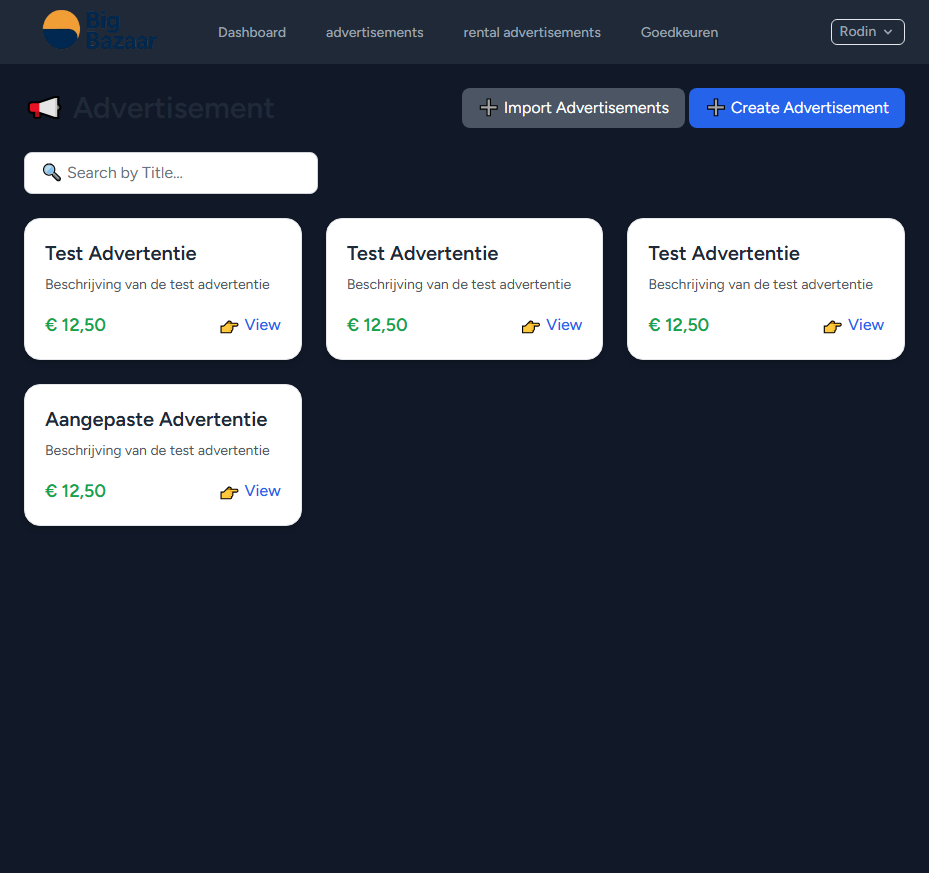 Big
Bazaar
Dashboard advertisements rental advertisements Goedkeuren Rodin
Advertisement
Import Advertisements Create Advertisement
Search by Title...
Test Advertentie
Beschrijving van de test advertentie
€ 12,50 View
Test Advertentie
Beschrijving van de test advertentie
€ 12,50 View
Test Advertentie
Beschrijving van de test advertentie
€ 12,50 View
Aangepaste Advertentie
Beschrijving van de test advertentie
€ 12,50 View